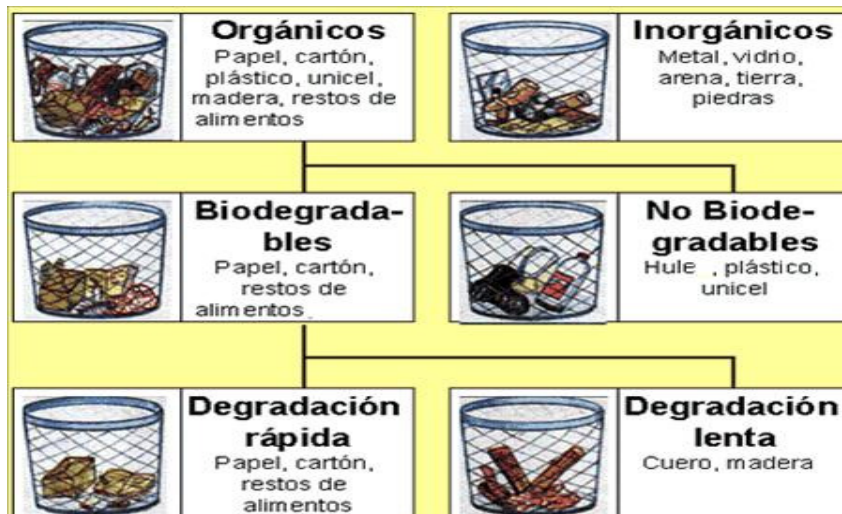 Orgánicos
Papel, cartón,
plástico, unicel,
madera, restos de
alimentos
Inorgánicos
Metal, vidrio,
arena, tierra,
piedras
Biodegrada-
bles
Papel, cartón,
restos de
alimentos.
No Biode-
gradables
Hule , plástico,
unicel
Degradación
rápida
Papel, cartón,
restos de
alimentos
Degradación
lenta
Cuero, madera